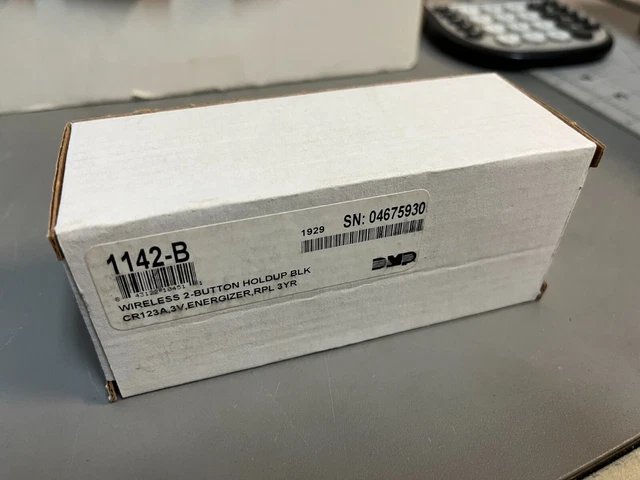 1142-B
1929 SN: 04675930
DMP
WIRELESS 2-BUTTON HOLDUP BLK
CR123A,3V,ENERGIZER,RPL 3YR